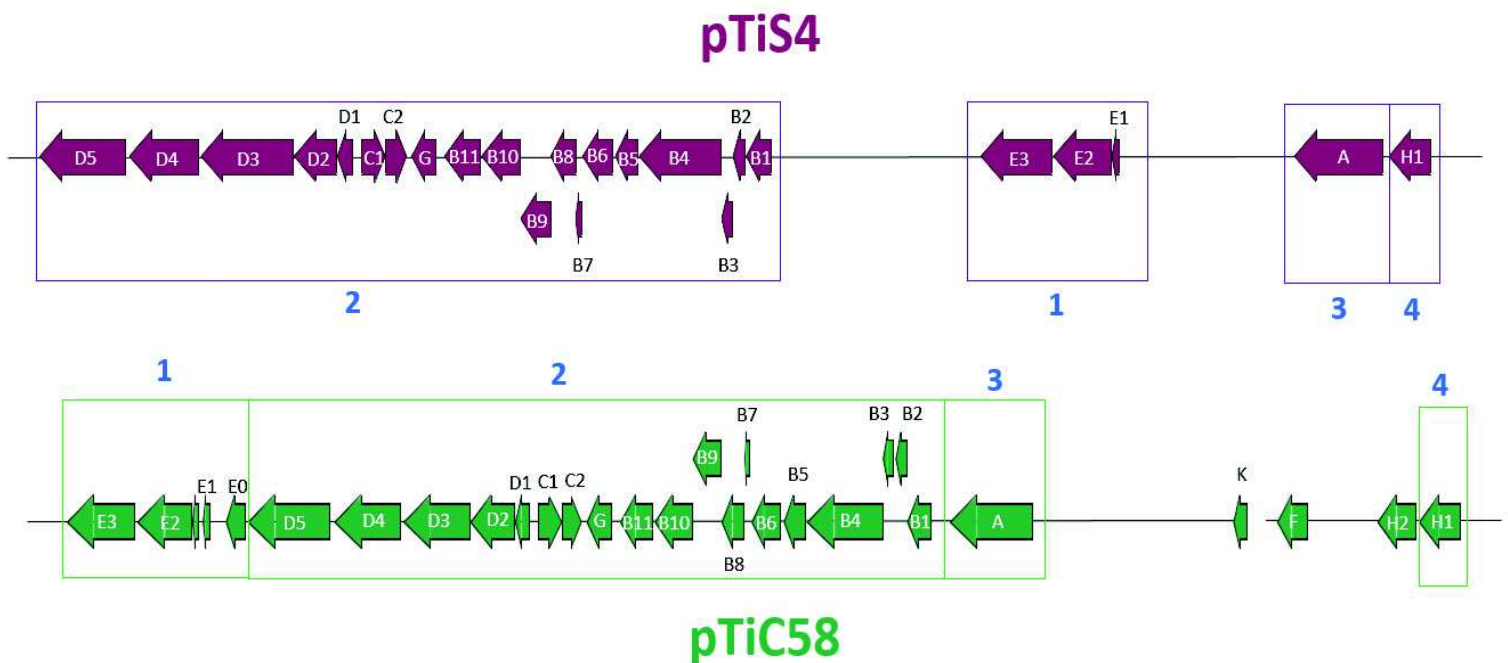 pTiS4
D1 C2 B2 E1
D5 D4 D3 D2 C1 G B11 B10 B8 B6 B5 B4 B1 E3 E2 A H1
B9
B7 B3
2 1 3 4
1 2 3 4
B7 B3 B2
B9
E1 E0 D1 C1 C2 B5 K
E3 E2 D5 D4 D3 D2 G B11 B10 B6 B4 B1 A F H2 H1
B8
pTiC58